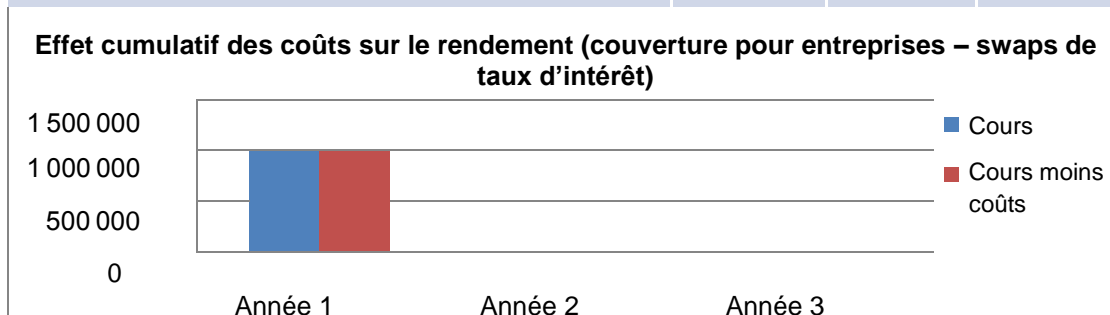 Effet cumulatif des coûts sur le rendement (couverture pour entreprises – swaps de
taux d'intérêt)
1 500 000
1 000 000
500 000
0
Cours
Cours moins
coûts
Année 1 Année 2 Année 3